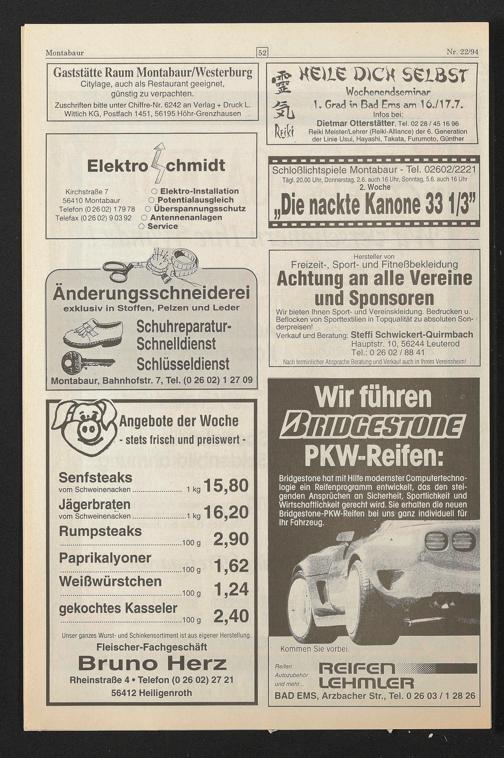 Montabaur
52
Nr. 22/94
Gaststätte Raum Montabaur/Westerburg
Citylage, auch als Restaurant geeignet,
günstig zu verpachten.
Zuschriften bitte unter Chiffre-Nr. 6242 an Verlag + Druck L.
Wittich KG, Postfach 1451, 56195 Höhr-Grenzhausen
Elektro Schmidt
Kirchstraße 7
56410 Montabaur
Telefon (0 26 02) 1 79 78
Telefax (0 26 02) 9 03 92
Elektro-Installation
Potentialausgleich
Überspannungsschutz
Antennenanlagen
Service
Änderungsschneiderei
exklusiv in Stoffen, Pelzen und Leder
Schuhreparatur-
Schnelldienst
Schlüsseldienst
Montabaur, Bahnhofstr. 7, Tel. (0 26 02) 1 27 09
Angebote der Woche
- stets frisch und preiswert -
Senfsteaks
vom Schweinenacken 1 kg 15,80
Jägerbraten
vom Schweinenacken 1 kg 16,20
Rumpsteaks
100 g 2,90
Paprikalyoner
100 g 1,62
Weißwürstchen
100 g 1,24
gekochtes Kasseler
100 g 2,40
Unser ganzes Wurst- und Schinkensortiment ist aus eigener Herstellung.
Fleischer-Fachgeschäft
Bruno Herz
Rheinstraße 4 • Telefon (0 26 02) 27 21
56412 Heiligenroth
靈
気
Reiki
HEILE DICH SELBST
Wochenendseminar
1. Grad in Bad Ems am 16./17.7.
Infos bei:
Dietmar Otterstätter, Tel. 02 28 / 45 16 96
Reiki Meister/Lehrer (Reiki-Alliance) der 6. Generation
der Linie Usui, Hayashi, Takata, Furumoto, Günther
Schloßlichtspiele Montabaur - Tel. 02602/2221
Tägl. 20.00 Uhr, Donnerstag, 2.6. auch 16 Uhr, Sonntag, 5.6. auch 16 Uhr
2. Woche
„Die nackte Kanone 33 1/3"
Hersteller von
Freizeit-, Sport- und Fitneßbekleidung
Achtung an alle Vereine
und Sponsoren
Wir bieten Ihnen Sport- und Vereinskleidung. Bedrucken u.
Beflocken von Sporttextilien in Topqualität zu absoluten Son-
derpreisen!
Verkauf und Beratung: Steffi Schwickert-Quirmbach
Hauptstr. 10, 56244 Leuterod
Tel.: 0 26 02 / 88 41
Nach terminlicher Absprache Beratung und Verkauf auch in Ihrem Vereinsheim!
Wir führen
BRIDGESTONE
PKW-Reifen:
Bridgestone hat mit Hilfe modernster Computertechno-
logie ein Reifenprogramm entwickelt, das den stei-
genden Ansprüchen an Sicherheit, Sportlichkeit und
Wirtschaftlichkeit gerecht wird. Sie erhalten die neuen
Bridgestone-PKW-Reifen bei uns ganz individuell für
Ihr Fahrzeug.
Kommen Sie vorbei.
Reifen
Autozubehör
und mehr...
REIFEN
LEHMLER
BAD EMS, Arzbacher Str., Tel. 0 26 03 / 1 28 26